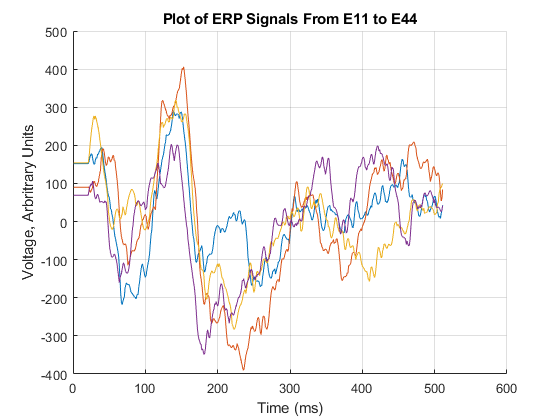 Plot of ERP Signals From E11 to E44
500
400
300
200
100
0
-100
-200
-300
-400
Voltage, Arbritrary Units
0 100 200 300 400 500 600
Time (ms)